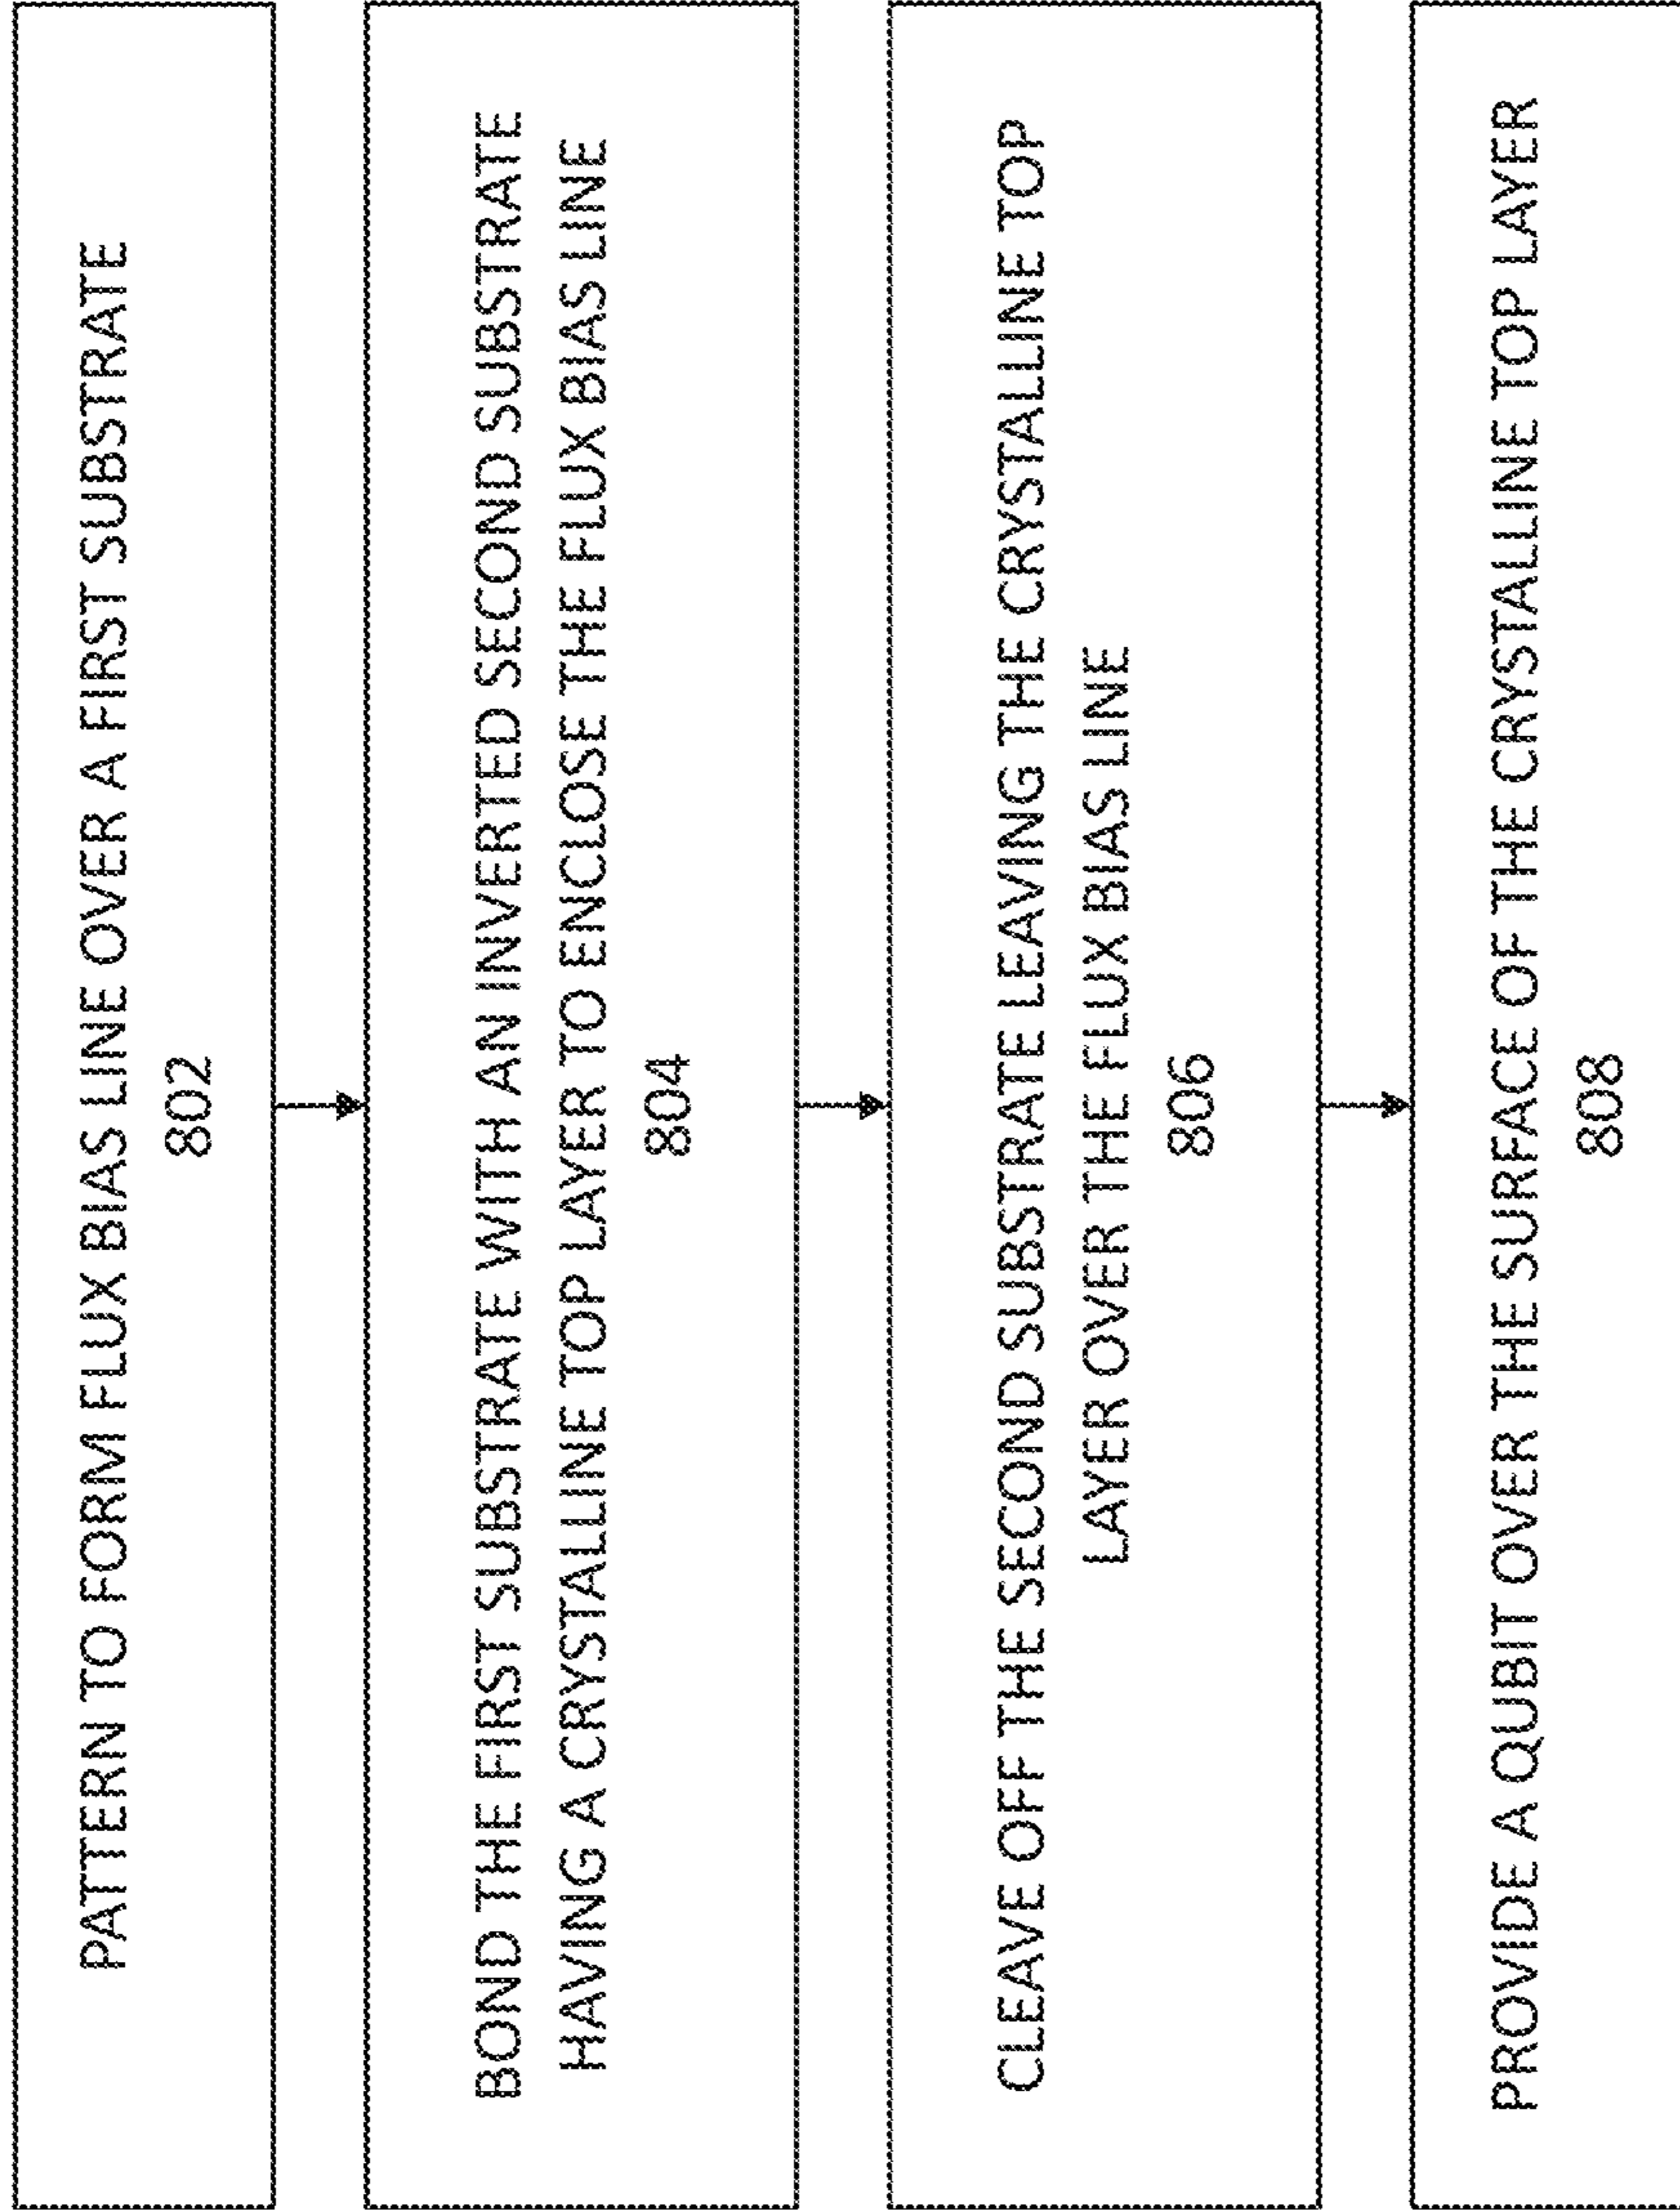 PATTERN TO FORM FLUX BIAS LINE OVER A FIRST SUBSTRATE
802
BOND THE FIRST SUBSTRATE WITH AN INVERTED SECOND SUBSTRATE
HAVING A CRYSTALLINE TOP LAYER TO ENCLOSE THE FLUX BIAS LINE
804
CLEAVE OFF THE SECOND SUBSTRATE LEAVING THE CRYSTALLINE TOP
LAYER OVER THE FLUX BIAS LINE
806
PROVIDE A QUBIT OVER THE SURFACE OF THE CRYSTALLINE TOP LAYER
808